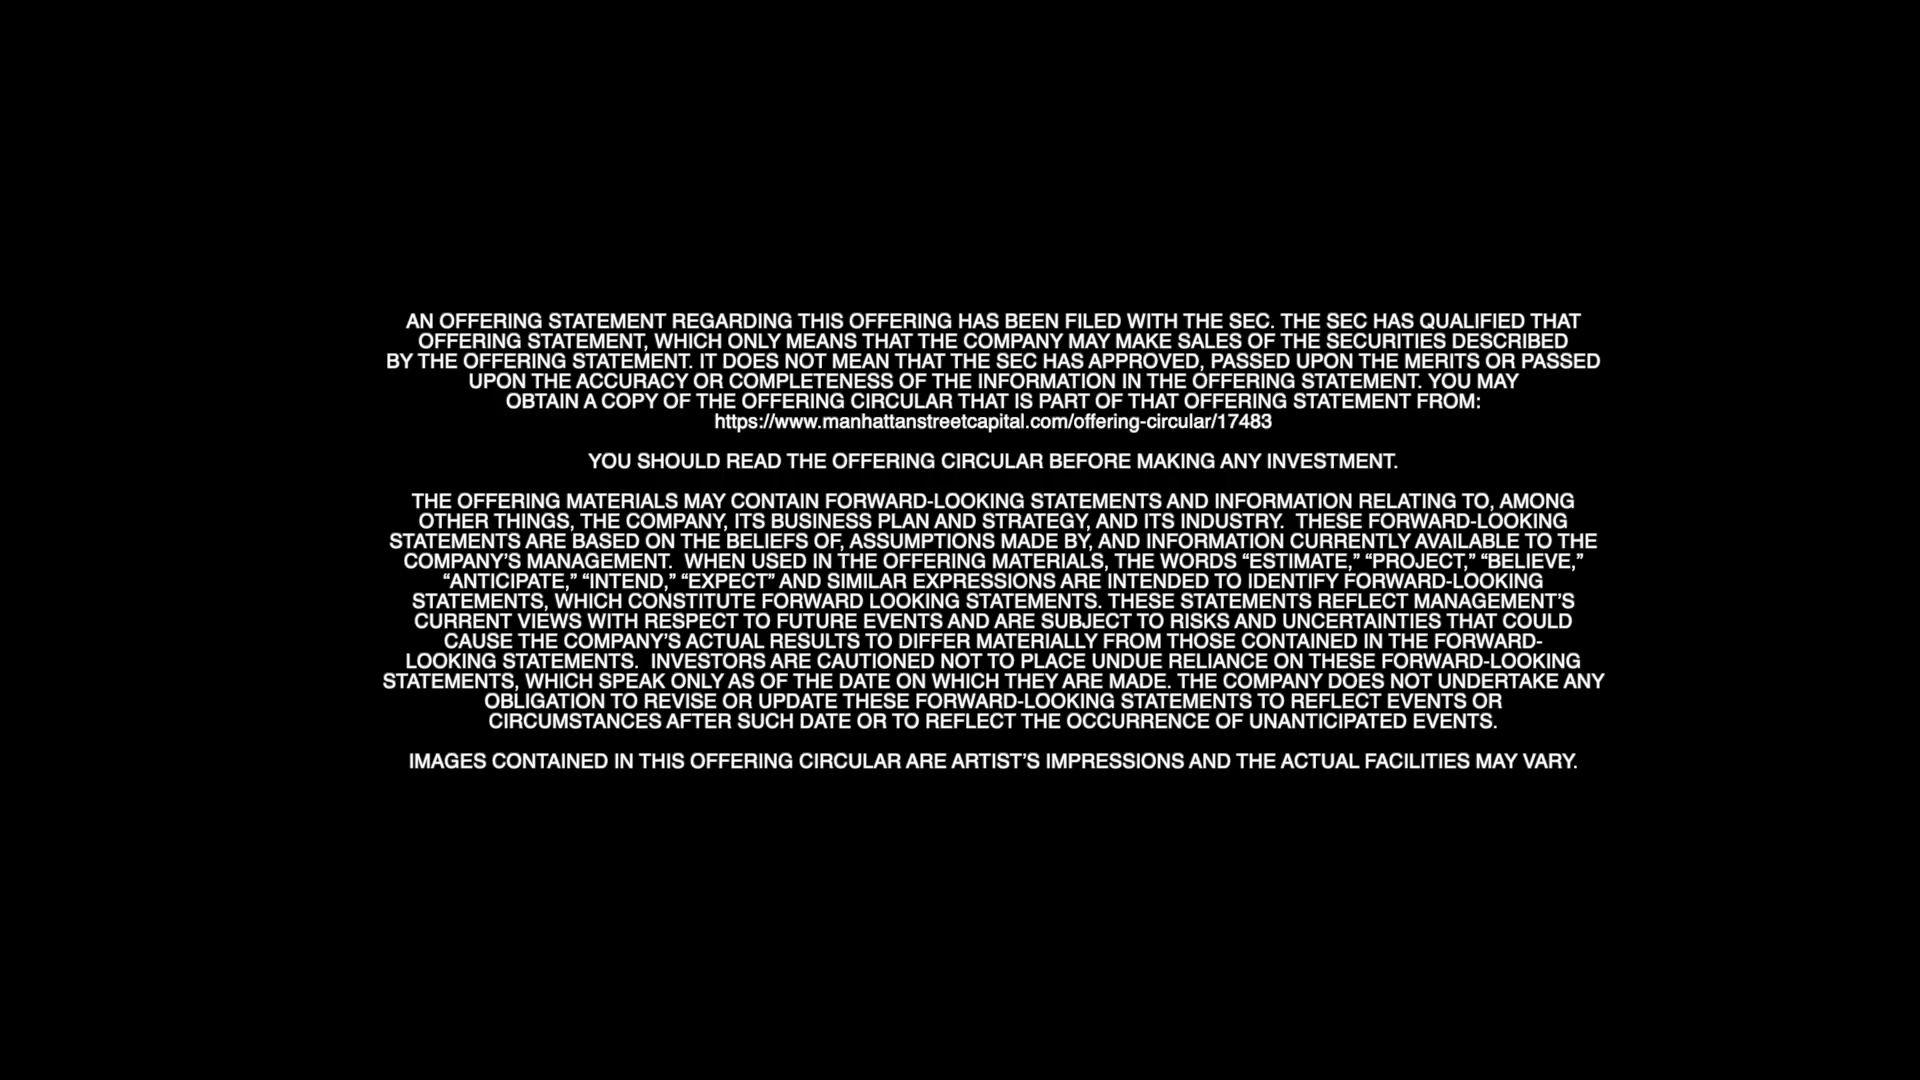 AN OFFERING STATEMENT REGARDING THIS OFFERING HAS BEEN FILED WITH THE SEC. THE SEC HAS QUALIFIED THAT
OFFERING STATEMENT, WHICH ONLY MEANS THAT THE COMPANY MAY MAKE SALES OF THE SECURITIES DESCRIBED
BY THE OFFERING STATEMENT. IT DOES NOT MEAN THAT THE SEC HAS APPROVED, PASSED UPON THE MERITS OR PASSED
UPON THE ACCURACY OR COMPLETENESS OF THE INFORMATION IN THE OFFERING STATEMENT. YOU MAY
OBTAIN A COPY OF THE OFFERING CIRCULAR THAT IS PART OF THAT OFFERING STATEMENT FROM:
https://www.manhattanstreetcapital.com/offering-circular/17483
YOU SHOULD READ THE OFFERING CIRCULAR BEFORE MAKING ANY INVESTMENT.
THE OFFERING MATERIALS MAY CONTAIN FORWARD-LOOKING STATEMENTS AND INFORMATION RELATING TO, AMONG
OTHER THINGS, THE COMPANY, ITS BUSINESS PLAN AND STRATEGY, AND ITS INDUSTRY.  THESE FORWARD-LOOKING
STATEMENTS ARE BASED ON THE BELIEFS OF, ASSUMPTIONS MADE BY, AND INFORMATION CURRENTLY AVAILABLE TO THE
COMPANY’S MANAGEMENT.  WHEN USED IN THE OFFERING MATERIALS, THE WORDS “ESTIMATE,” “PROJECT,” “BELIEVE,”
“ANTICIPATE,” “INTEND,” “EXPECT” AND SIMILAR EXPRESSIONS ARE INTENDED TO IDENTIFY FORWARD-LOOKING
STATEMENTS, WHICH CONSTITUTE FORWARD LOOKING STATEMENTS. THESE STATEMENTS REFLECT MANAGEMENT’S
CURRENT VIEWS WITH RESPECT TO FUTURE EVENTS AND ARE SUBJECT TO RISKS AND UNCERTAINTIES THAT COULD
CAUSE THE COMPANY’S ACTUAL RESULTS TO DIFFER MATERIALLY FROM THOSE CONTAINED IN THE FORWARD-
LOOKING STATEMENTS.  INVESTORS ARE CAUTIONED NOT TO PLACE UNDUE RELIANCE ON THESE FORWARD-LOOKING
STATEMENTS, WHICH SPEAK ONLY AS OF THE DATE ON WHICH THEY ARE MADE. THE COMPANY DOES NOT UNDERTAKE ANY
OBLIGATION TO REVISE OR UPDATE THESE FORWARD-LOOKING STATEMENTS TO REFLECT EVENTS OR
CIRCUMSTANCES AFTER SUCH DATE OR TO REFLECT THE OCCURRENCE OF UNANTICIPATED EVENTS.
IMAGES CONTAINED IN THIS OFFERING CIRCULAR ARE ARTIST’S IMPRESSIONS AND THE ACTUAL FACILITIES MAY VARY.